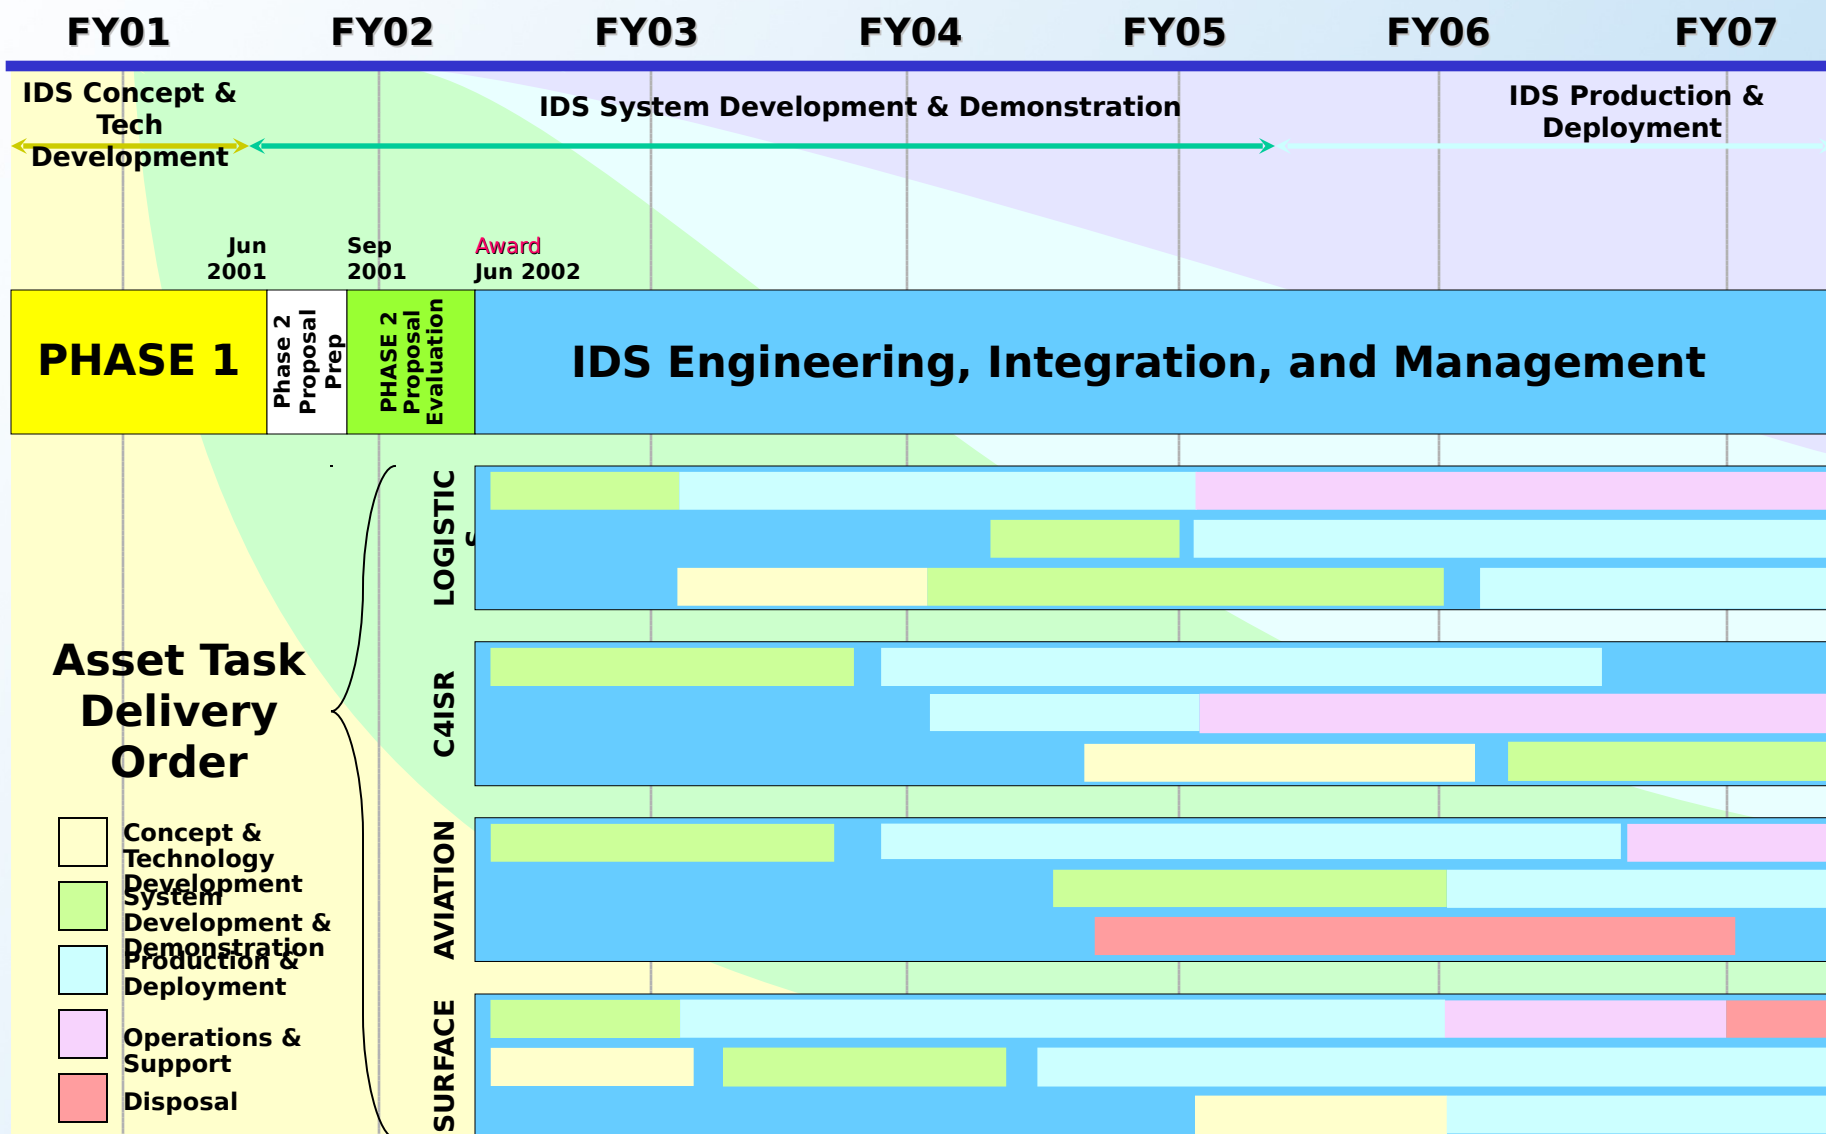 FY01 FY02 FY03 FY04 FY05 FY06 FY07
IDS Concept &
Tech
Development
IDS System Development & Demonstration
IDS Production &
Deployment
Jun
2001
Sep
2001
Award
Jun 2002
PHASE 1
Phase 2
Proposal
Prep
PHASE 2
Proposal
Evaluation
IDS Engineering, Integration, and Management
LOGISTIC
S
C4ISR
AVIATION
SURFACE
Asset Task
Delivery
Order
Concept &
Technology
Development
System
Development &
Demonstration
Production &
Deployment
Operations &
Support
Disposal